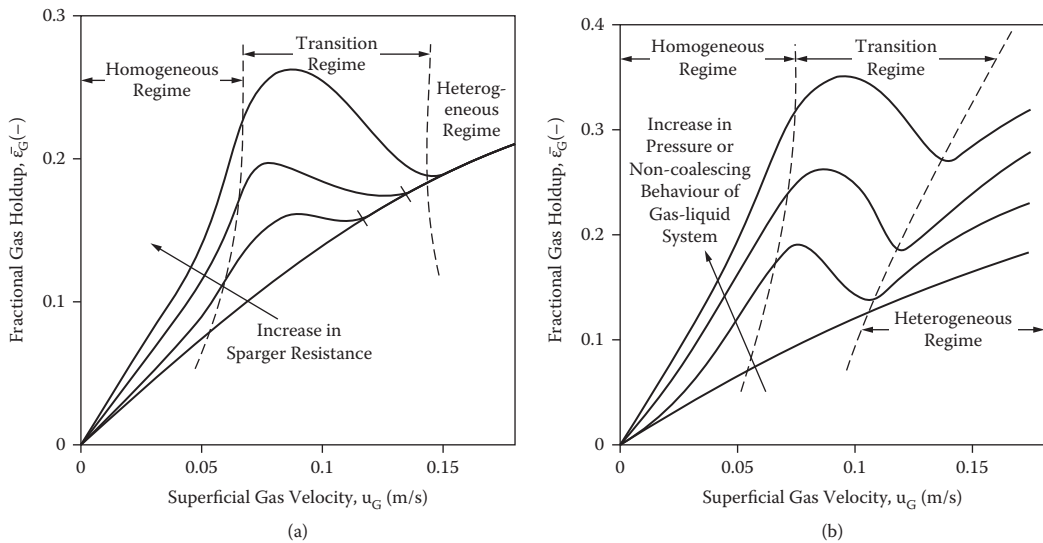 0.3
0.2
0.1
0
Fractional Gas Holdup, ε̄G(−)
Homogeneous
Regime
Transition
Regime
Heterog-
eneous
Regime
Increase in
Sparger Resistance
0
0.05
0.1
0.15
Superficial Gas Velocity, uG (m/s)
(a)
0.4
0.3
0.2
0.1
0
Fractional Gas Holdup, ε̄G(−)
Homogeneous
Regime
Transition
Regime
Increase in
Pressure or
Non-coalescing
Behaviour of
Gas-liquid
System
Heterogeneous
Regime
0
0.05
0.1
0.15
Superficial Gas Velocity, uG (m/s)
(b)